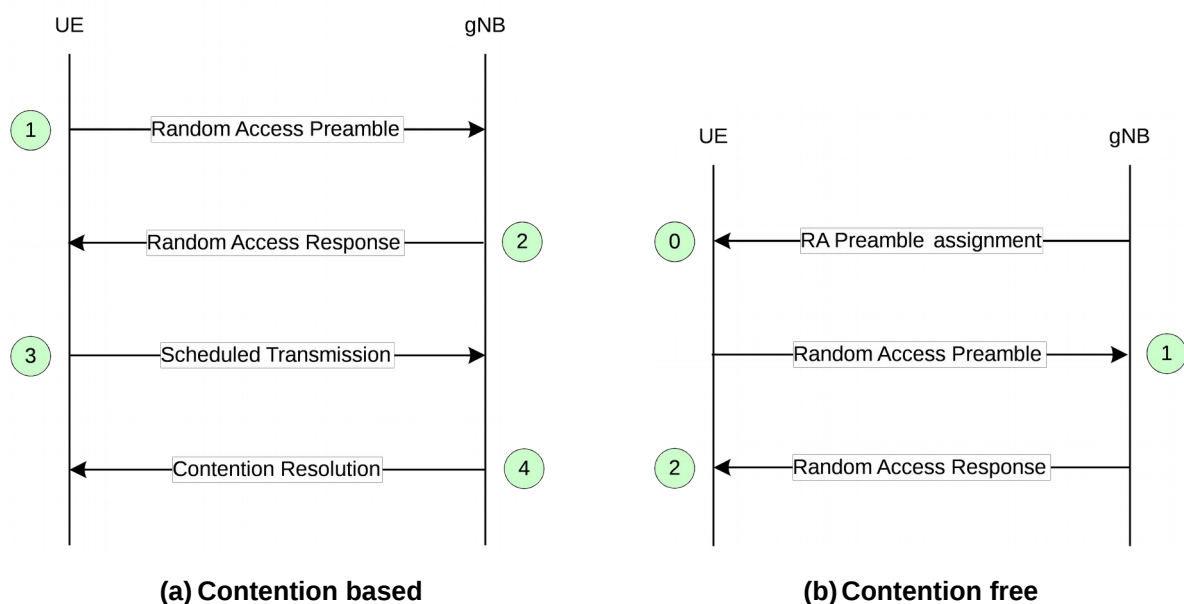 UE gNB
1 Random Access Preamble
Random Access Response 2
3 Scheduled Transmission
Contention Resolution 4
(a) Contention based
UE gNB
0 RA Preamble assignment
Random Access Preamble 1
2 Random Access Response
(b) Contention free